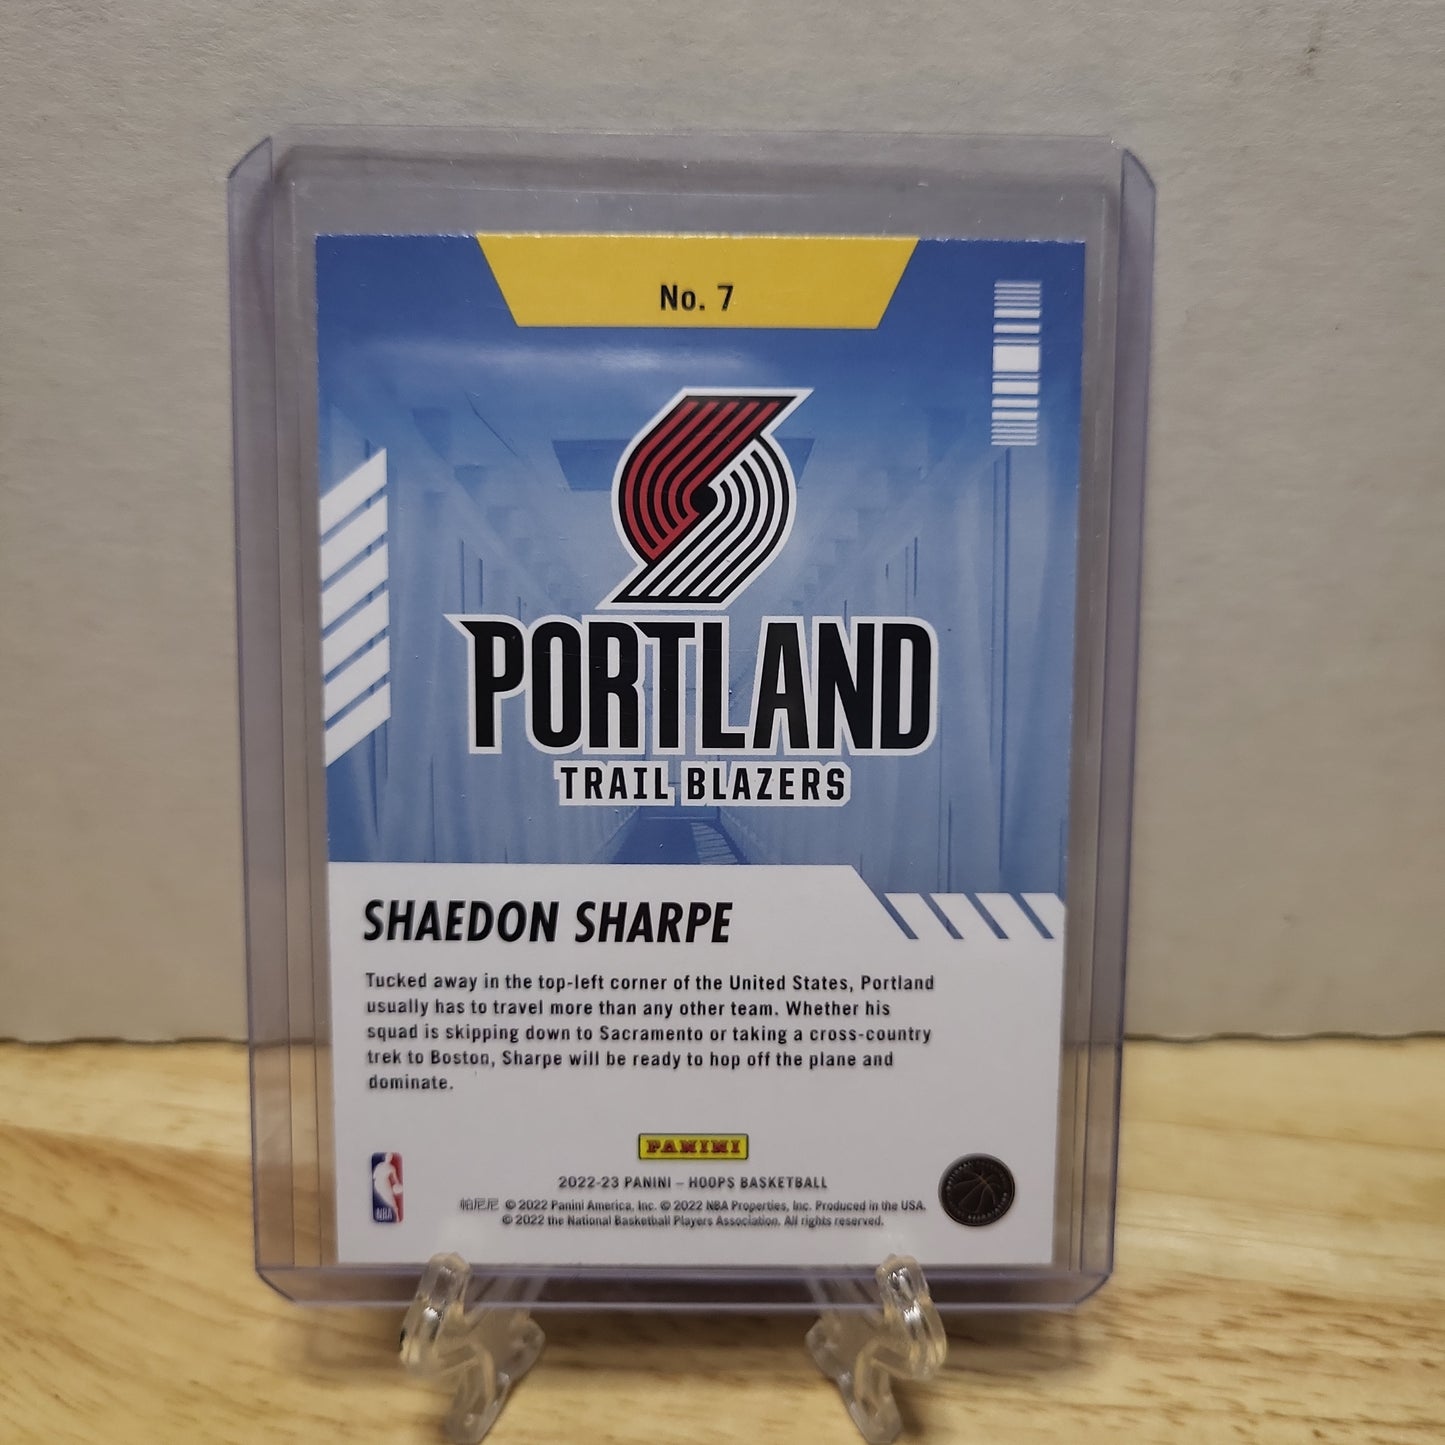 No. 7
PORTLAND
TRAIL BLAZERS
SHAEDON SHARPE
Tucked away in the top-left corner of the United States, Portland
usually has to travel more than any other team. Whether his
squad is skipping down to Sacramento or taking a cross-country
trek to Boston, Sharpe will be ready to hop off the plane and
dominate.
PANINI
2022-23 PANINI – HOOPS BASKETBALL
帕尼尼 © 2022 Panini America, Inc. © 2022 NBA Properties, Inc. Produced in the USA.
© 2022 the National Basketball Players Association. All rights reserved.
NBA